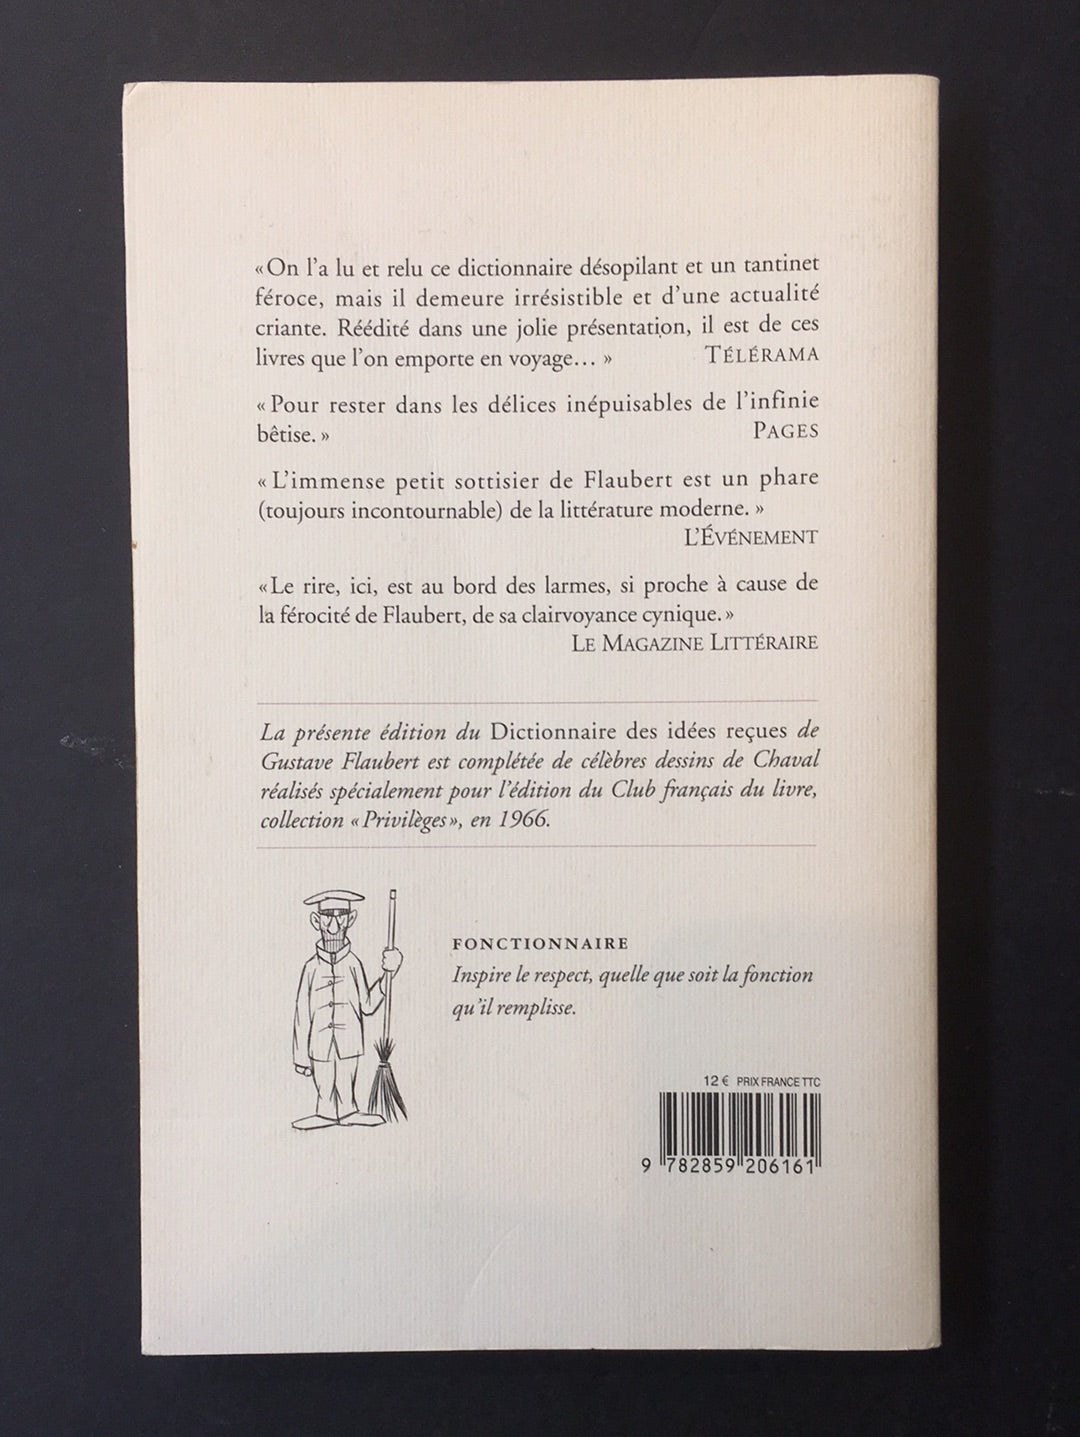 « On l'a lu et relu ce dictionnaire désopilant et un tantinet
féroce, mais il demeure irrésistible et d'une actualité
criante. Réédité dans une jolie présentation, il est de ces
livres que l'on emporte en voyage... » TÉLÉRAMA
« Pour rester dans les délices inépuisables de l'infinie
bêtise. » PAGES
« L'immense petit sottisier de Flaubert est un phare
(toujours incontournable) de la littérature moderne. »
L'ÉVÉNEMENT
« Le rire, ici, est au bord des larmes, si proche à cause de
la férocité de Flaubert, de sa clairvoyance cynique. »
LE MAGAZINE LITTÉRAIRE
La présente édition du Dictionnaire des idées reçues de
Gustave Flaubert est complétée de célèbres dessins de Chaval
réalisés spécialement pour l'édition du Club français du livre,
collection « Privilèges », en 1966.
FONCTIONNAIRE
Inspire le respect, quelle que soit la fonction
qu'il remplisse.
12 € PRIX FRANCE TTC
9 782859 206161